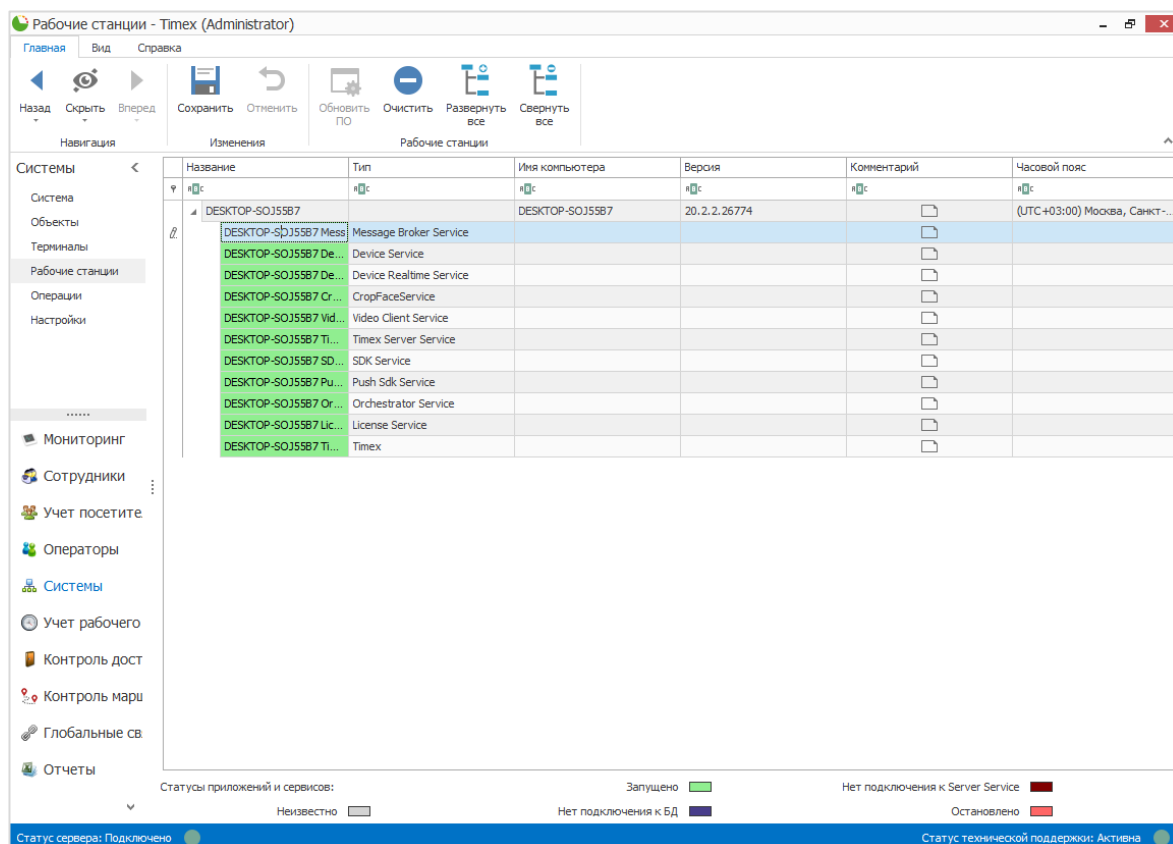 Рабочие станции - Timex (Administrator)
Главная Вид Справка
Назад Скрыть Вперед Сохранить Отменить Обновить ПО Очистить Развернуть все Свернуть все
Навигация Изменения Рабочие станции
Системы
Система
Объекты
Терминалы
Рабочие станции
Операции
Настройки
Мониторинг
Сотрудники
Учет посетите
Операторы
Системы
Учет рабочего
Контроль дост
Контроль марш
Глобальные св
Отчеты
Название Тип Имя компьютера Версия Комментарий Часовой пояс
DESKTOP-SOJ55B7 DESKTOP-SOJ55B7 20.2.2.26774 (UTC+03:00) Москва, Санкт-...
DESKTOP-SOJ55B7 Mess Message Broker Service
DESKTOP-SOJ55B7 De... Device Service
DESKTOP-SOJ55B7 De... Device Realtime Service
DESKTOP-SOJ55B7 Cr... CropFaceService
DESKTOP-SOJ55B7 Vid... Video Client Service
DESKTOP-SOJ55B7 Ti... Timex Server Service
DESKTOP-SOJ55B7 SD... SDK Service
DESKTOP-SOJ55B7 Pu... Push Sdk Service
DESKTOP-SOJ55B7 Or... Orchestrator Service
DESKTOP-SOJ55B7 Lic... License Service
DESKTOP-SOJ55B7 Ti... Timex
Статусы приложений и сервисов: Запущено Нет подключения к Server Service
Неизвестно Нет подключения к БД Остановлено
Статус сервера: Подключено Статус технической поддержки: Активна